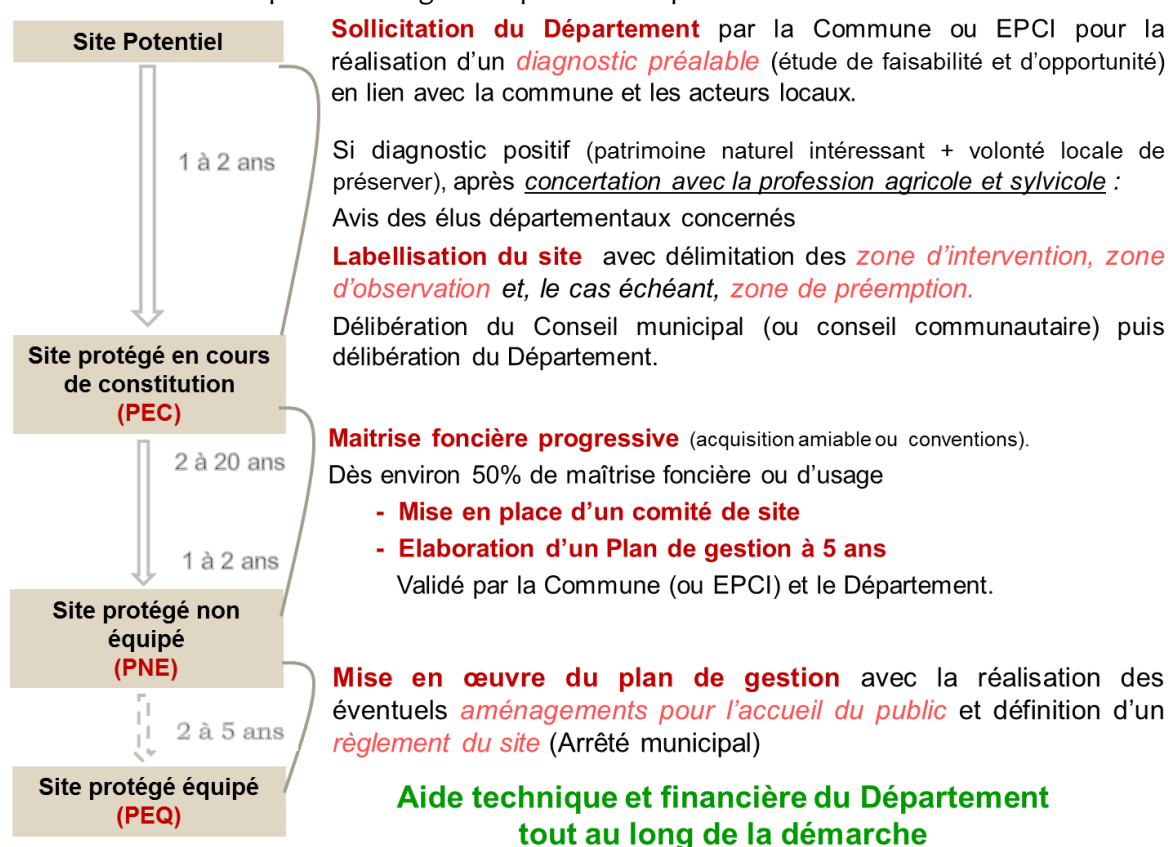 Site Potentiel
1 à 2 ans
Site protégé en cours
de constitution
(PEC)
2 à 20 ans
1 à 2 ans
Site protégé non
équipé
(PNE)
2 à 5 ans
Site protégé équipé
(PEQ)
Sollicitation du Département par la Commune ou EPCI pour la
réalisation d’un diagnostic préalable (étude de faisabilité et d’opportunité)
en lien avec la commune et les acteurs locaux.
Si diagnostic positif (patrimoine naturel intéressant + volonté locale de
préserver), après concertation avec la profession agricole et sylvicole :
Avis des élus départementaux concernés
Labellisation du site avec délimitation des zone d’intervention, zone
d’observation et, le cas échéant, zone de préemption.
Délibération du Conseil municipal (ou conseil communautaire) puis
délibération du Département.
Maitrise foncière progressive (acquisition amiable ou conventions).
Dès environ 50% de maîtrise foncière ou d’usage
- Mise en place d’un comité de site
- Elaboration d’un Plan de gestion à 5 ans
Validé par la Commune (ou EPCI) et le Département.
Mise en œuvre du plan de gestion avec la réalisation des
éventuels aménagements pour l’accueil du public et définition d’un
règlement du site (Arrêté municipal)
Aide technique et financière du Département
tout au long de la démarche